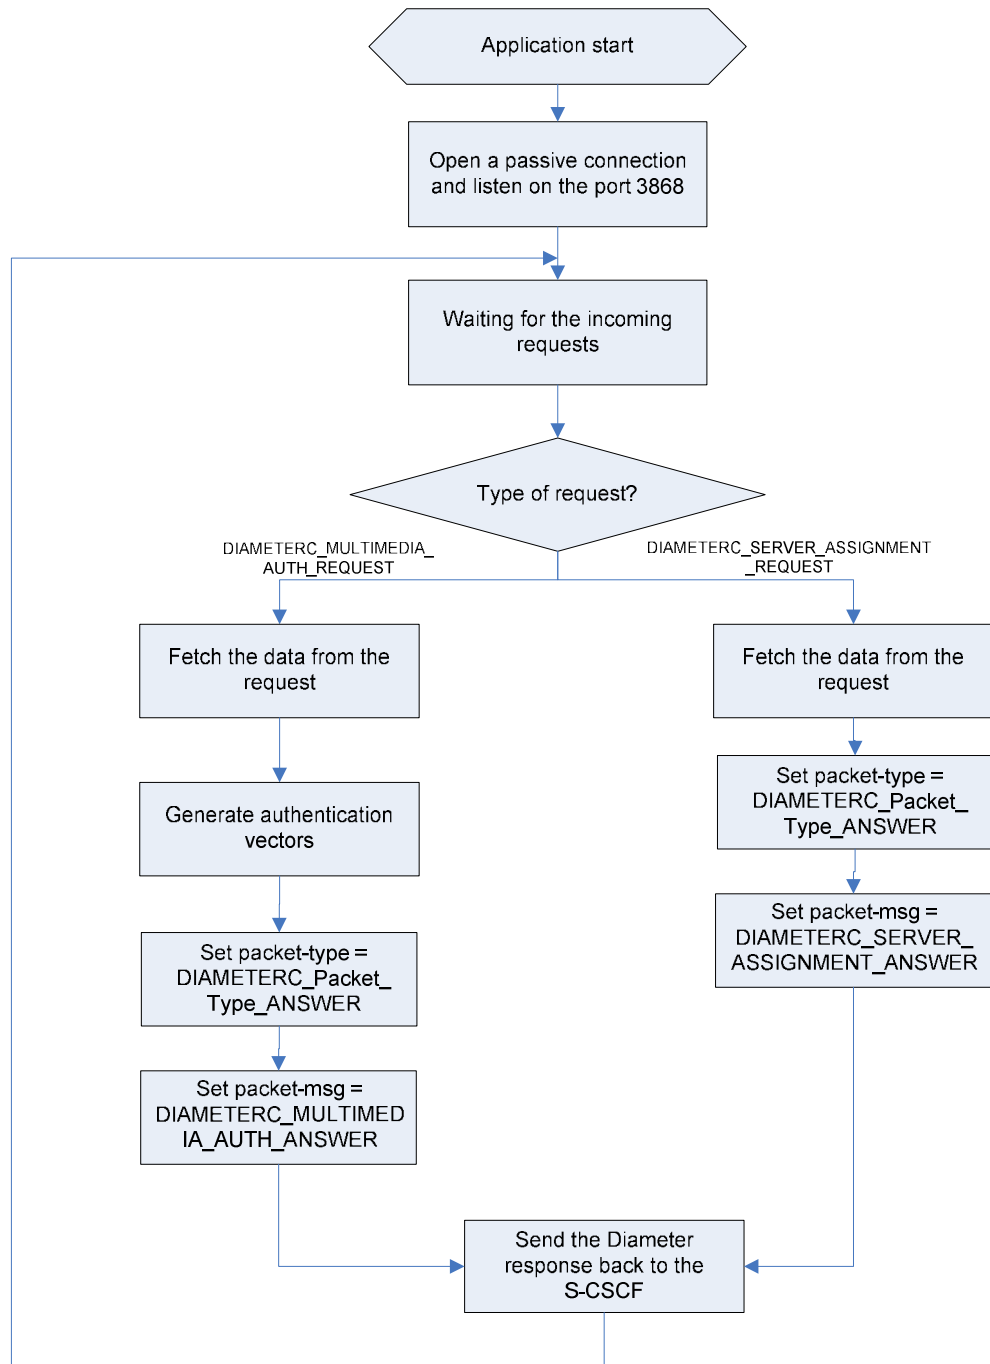 Application start
Open a passive connection
and listen on the port 3868
Waiting for the incoming
requests
Type of request?
DIAMETERC_MULTIMEDIA_
AUTH_REQUEST
DIAMETERC_SERVER_ASSIGNMENT
_REQUEST
Fetch the data from the
request
Fetch the data from the
request
Generate authentication
vectors
Set packet-type =
DIAMETERC_Packet_
Type_ANSWER
Set packet-msg =
DIAMETERC_SERVER_
ASSIGNMENT_ANSWER
Set packet-type =
DIAMETERC_Packet_
Type_ANSWER
Set packet-msg =
DIAMETERC_MULTIMED
IA_AUTH_ANSWER
Send the Diameter
response back to the
S-CSCF